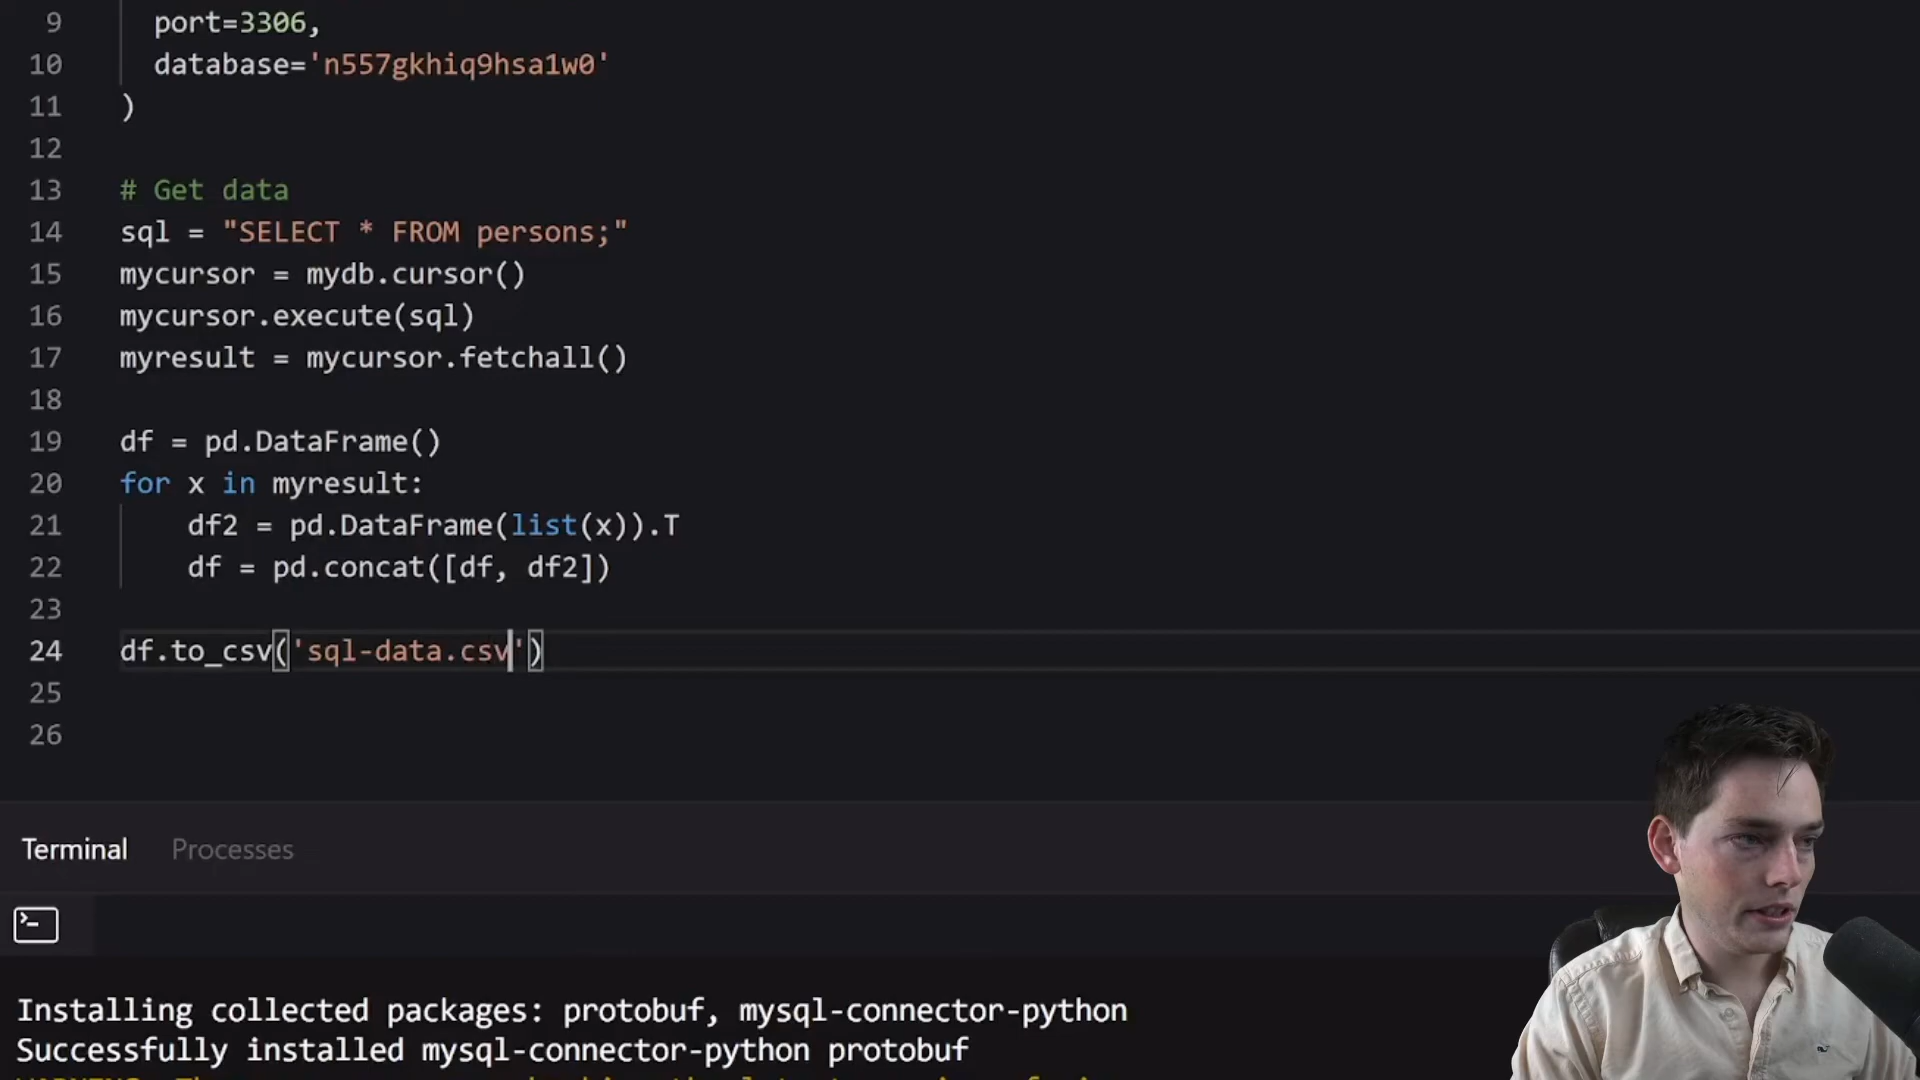 9 port=3306,
10 database='n557gkhiq9hsa1w0'
11 )
12
13 # Get data
14 sql = "SELECT * FROM persons;"
15 mycursor = mydb.cursor()
16 mycursor.execute(sql)
17 myresult = mycursor.fetchall()
18
19 df = pd.DataFrame()
20 for x in myresult:
21 df2 = pd.DataFrame(list(x)).T
22 df = pd.concat([df, df2])
23
24 df.to_csv('sql-data.csv')
25
26
Terminal Processes
Installing collected packages: protobuf, mysql-connector-python
Successfully installed mysql-connector-python protobuf